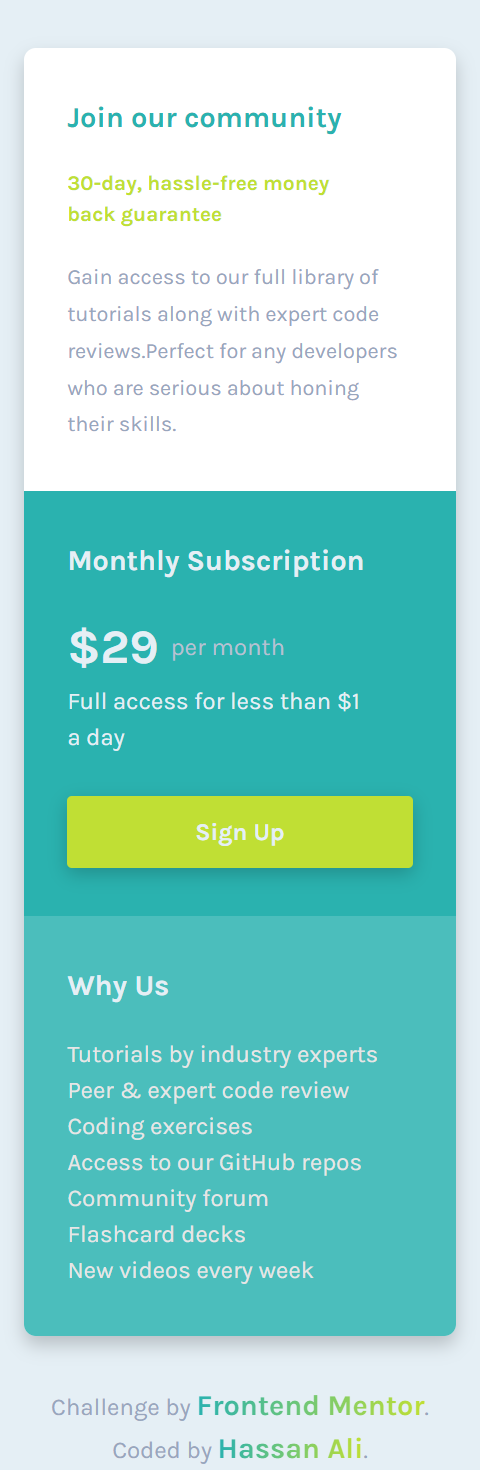 Join our community
30-day, hassle-free money
back guarantee
Gain access to our full library of
tutorials along with expert code
reviews.Perfect for any developers
who are serious about honing
their skills.
Monthly Subscription
$29 per month
Full access for less than $1
a day
Sign Up
Why Us
Tutorials by industry experts
Peer & expert code review
Coding exercises
Access to our GitHub repos
Community forum
Flashcard decks
New videos every week
Challenge by Frontend Mentor.
Coded by Hassan Ali.